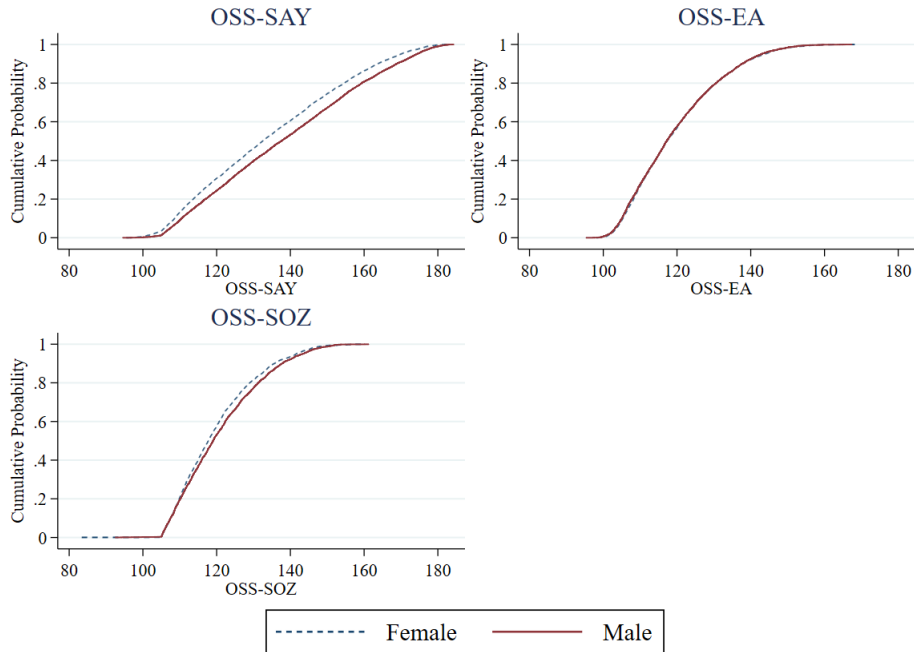 OSS-SAY
Cumulative Probability
1
.8
.6
.4
.2
0
80 100 120 140 160 180
OSS-SAY
OSS-EA
Cumulative Probability
1
.8
.6
.4
.2
0
80 100 120 140 160 180
OSS-EA
OSS-SOZ
Cumulative Probability
1
.8
.6
.4
.2
0
80 100 120 140 160 180
OSS-SOZ
Female Male